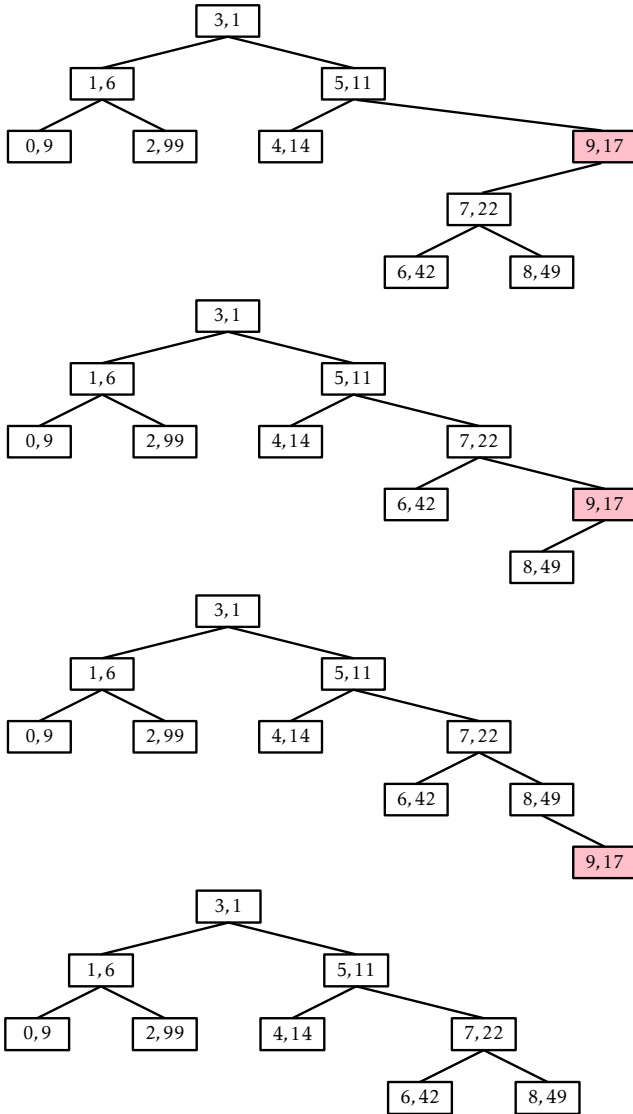 3, 1
1, 6 5, 11
0, 9 2, 99 4, 14 9, 17
7, 22
6, 42 8, 49
3, 1
1, 6 5, 11
0, 9 2, 99 4, 14 7, 22
6, 42 9, 17
8, 49
3, 1
1, 6 5, 11
0, 9 2, 99 4, 14 7, 22
6, 42 8, 49
9, 17
3, 1
1, 6 5, 11
0, 9 2, 99 4, 14 7, 22
6, 42 8, 49